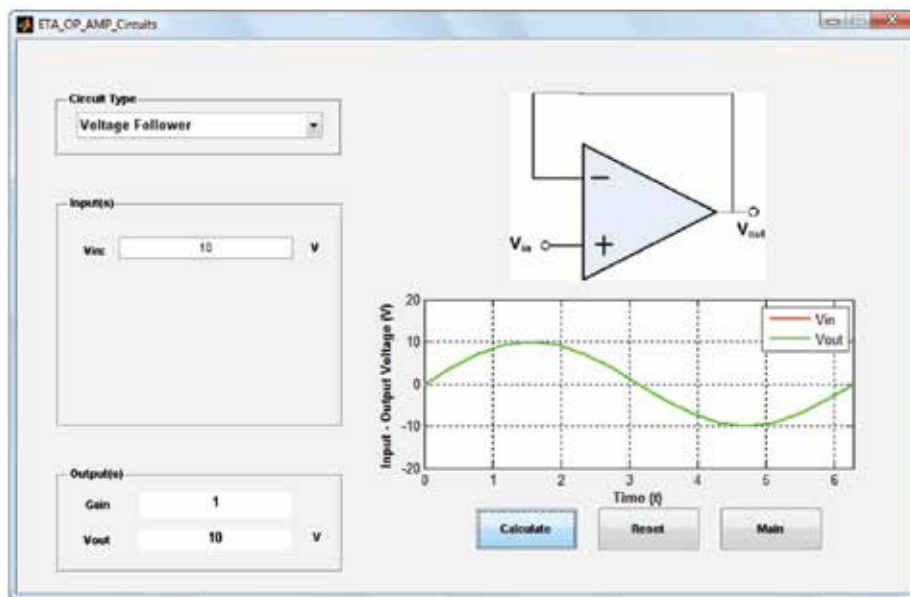 ETA_OP_AMP_Circuits
Circuit Type
Voltage Follower
Input(s)
Vin: 10 V
Output(s)
Gain 1
Vout 10 V
−
+
Vin
Vout
Input - Output Voltage (V)
20
10
0
-10
-20
Vin
Vout
0 1 2 3 4 5 6
Time (t)
Calculate Reset Main